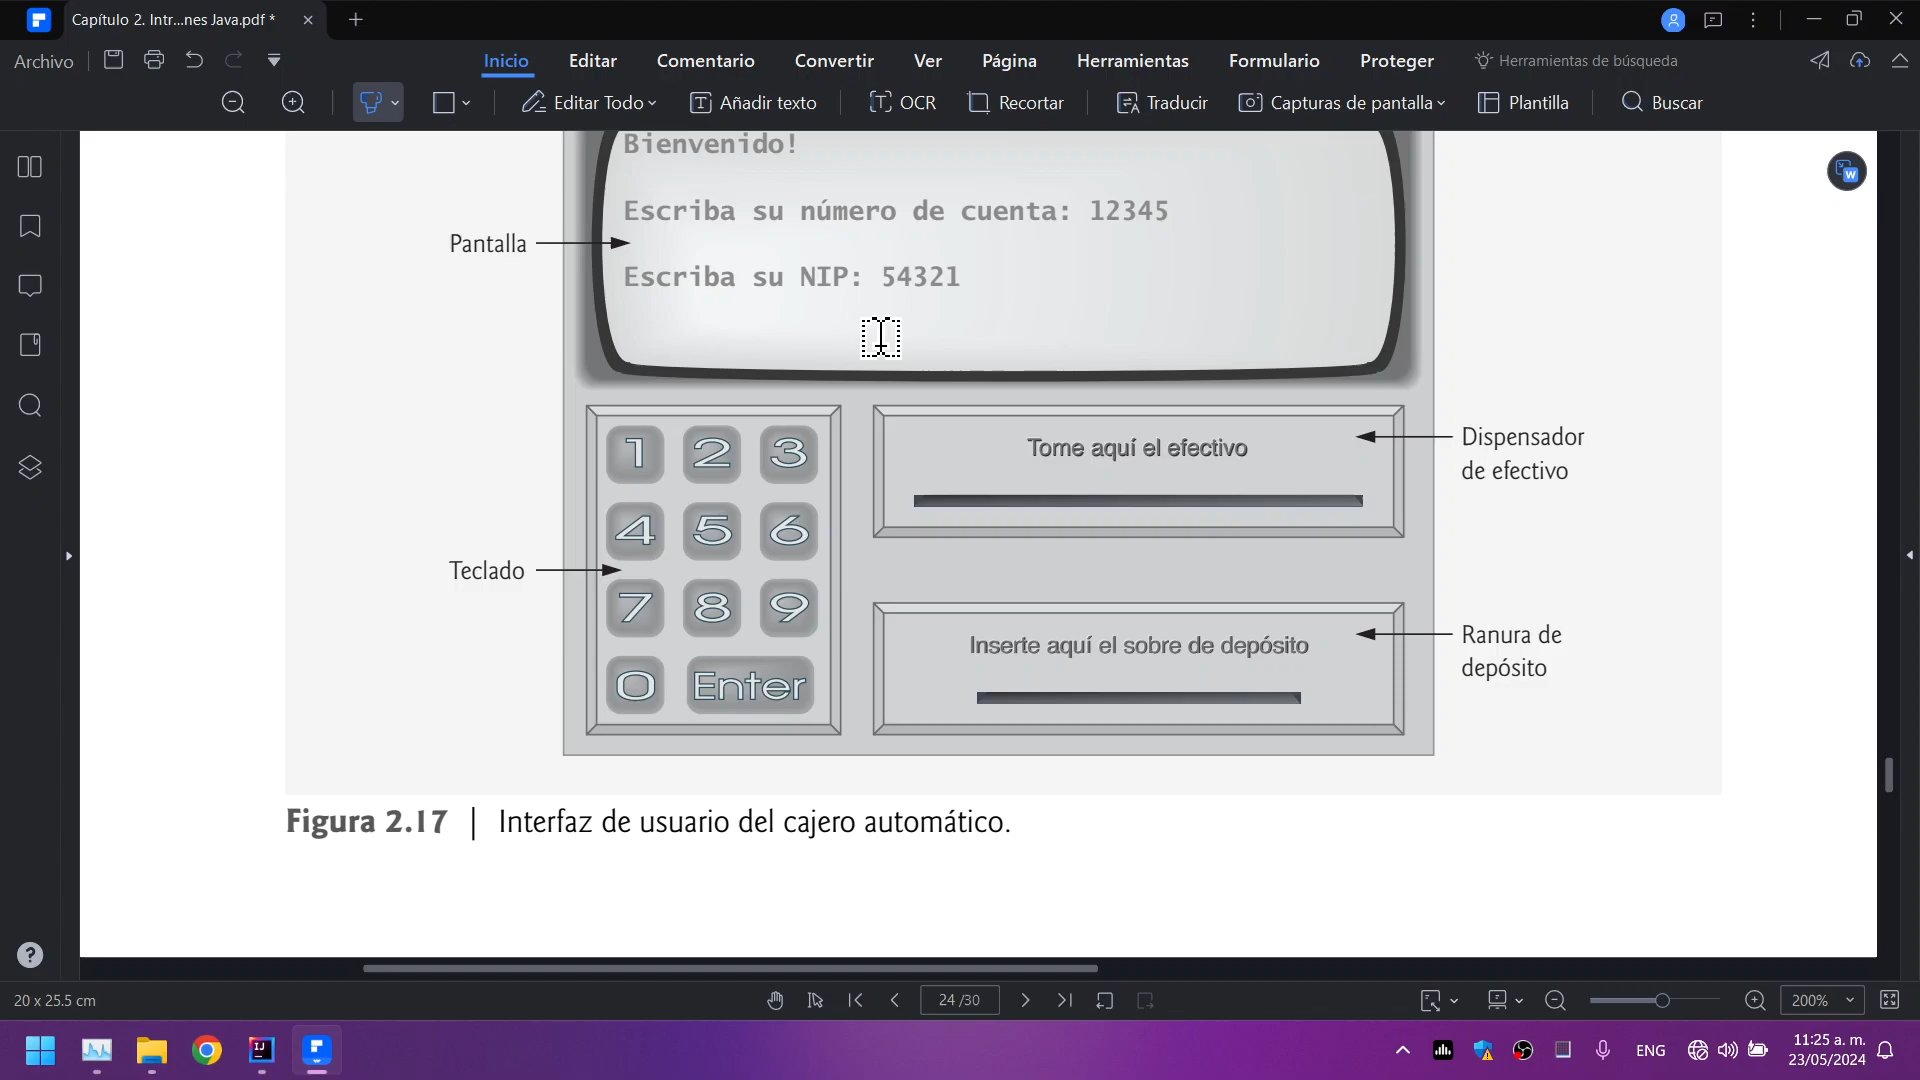 Capítulo 2. Intr...nes Java.pdf *
Archivo
Inicio
Editar
Comentario
Convertir
Ver
Página
Herramientas
Formulario
Proteger
Herramientas de búsqueda
Editar Todo
Añadir texto
OCR
Recortar
Traducir
Capturas de pantalla
Plantilla
Buscar
Bienvenido!
Escriba su número de cuenta: 12345
Pantalla
Escriba su NIP: 54321
1 2 3
Tome aquí el efectivo
Dispensador
de efectivo
4 5 6
Teclado
7 8 9
Inserte aquí el sobre de depósito
Ranura de
depósito
0 Enter
Figura 2.17 | Interfaz de usuario del cajero automático.
20 x 25.5 cm
24 /30
200%
ENG
11:25 a. m.
23/05/2024